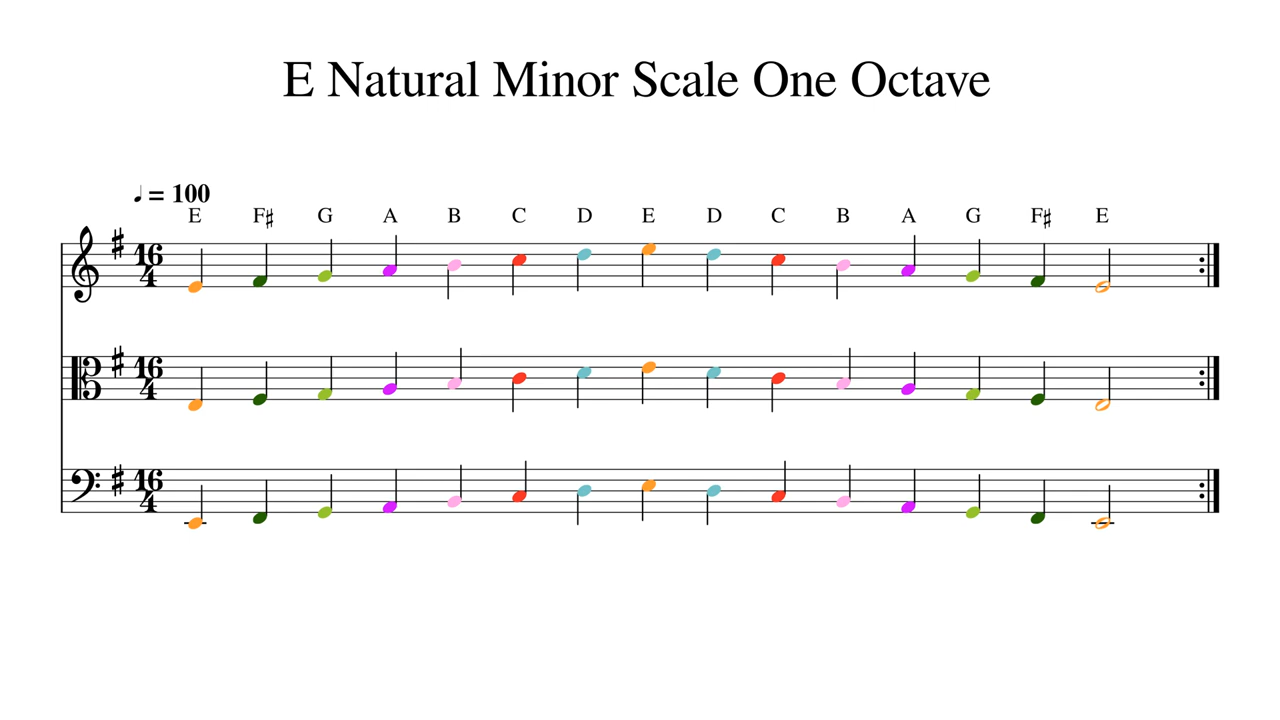 E Natural Minor Scale One Octave
♩ = 100
E F♯ G A B C D E D C B A G F♯ E
16
4
16
4
16
4